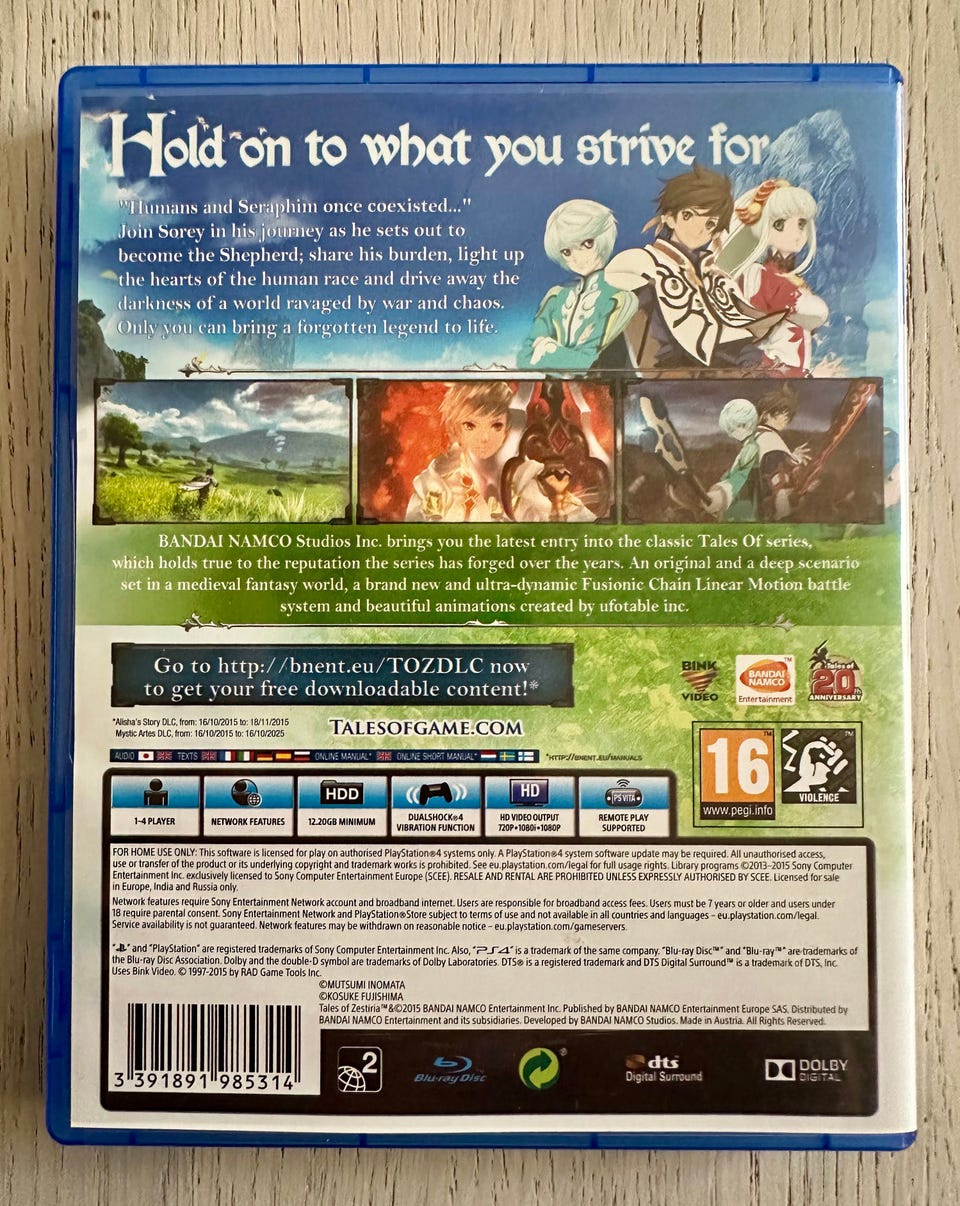 Hold on to what you strive for
"Humans and Seraphim once coexisted..."
Join Sorey in his journey as he sets out to
become the Shepherd; share his burden, light up
the hearts of the human race and drive away the
darkness of a world ravaged by war and chaos.
Only you can bring a forgotten legend to life.
BANDAI NAMCO Studios Inc. brings you the latest entry into the classic Tales Of series,
which holds true to the reputation the series has forged over the years. An original and a deep scenario
set in a medieval fantasy world, a brand new and ultra-dynamic Fusionic Chain Linear Motion battle
system and beautiful animations created by ufotable inc.
Go to http://bnent.eu/TOZDLC now
to get your free downloadable content!*
BINK
VIDEO
BANDAI
NAMCO
Entertainment
Tales of
20
TH
ANNIVERSARY
*Alisha's Story DLC, from: 16/10/2015 to: 18/11/2015
Mystic Artes DLC, from: 16/10/2015 to: 16/10/2025
TALESOFGAME.COM
AUDIO TEXTS ONLINE MANUAL* ONLINE SHORT MANUAL* *HTTP://BNENT.EU/MANUALS
16
www.pegi.info
VIOLENCE
HDD
HD
PS VITA
1-4 PLAYER
NETWORK FEATURES
12.20GB MINIMUM
DUALSHOCK®4
VIBRATION FUNCTION
HD VIDEO OUTPUT
720P•1080i•1080P
REMOTE PLAY
SUPPORTED
FOR HOME USE ONLY: This software is licensed for play on authorised PlayStation®4 systems only. A PlayStation®4 system software update may be required. All unauthorised access,
use or transfer of the product or its underlying copyright and trademark works is prohibited. See eu.playstation.com/legal for full usage rights. Library programs ©2013-2015 Sony Computer
Entertainment Inc. exclusively licensed to Sony Computer Entertainment Europe (SCEE). RESALE AND RENTAL ARE PROHIBITED UNLESS EXPRESSLY AUTHORISED BY SCEE. Licensed for sale
in Europe, India and Russia only.
Network features require Sony Entertainment Network account and broadband internet. Users are responsible for broadband access fees. Users must be 7 years or older and users under
18 require parental consent. Sony Entertainment Network and PlayStation®Store subject to terms of use and not available in all countries and languages – eu.playstation.com/legal.
Service availability is not guaranteed. Network features may be withdrawn on reasonable notice – eu.playstation.com/gameservers.
" " and "PlayStation" are registered trademarks of Sony Computer Entertainment Inc. Also, "PS4" is a trademark of the same company. "Blu-ray Disc™" and "Blu-ray™" are trademarks of
the Blu-ray Disc Association. Dolby and the double-D symbol are trademarks of Dolby Laboratories. DTS® is a registered trademark and DTS Digital Surround™ is a trademark of DTS, Inc.
Uses Bink Video. © 1997-2015 by RAD Game Tools Inc.
©MUTSUMI INOMATA
©KOSUKE FUJISHIMA
Tales of Zestiria™&©2015 BANDAI NAMCO Entertainment Inc. Published by BANDAI NAMCO Entertainment Europe SAS. Distributed by
BANDAI NAMCO Entertainment and its subsidiaries. Developed by BANDAI NAMCO Studios. Made in Austria. All Rights Reserved.
3 391891 985314
2
Blu-ray Disc
dts
Digital Surround
DOLBY
DIGITAL